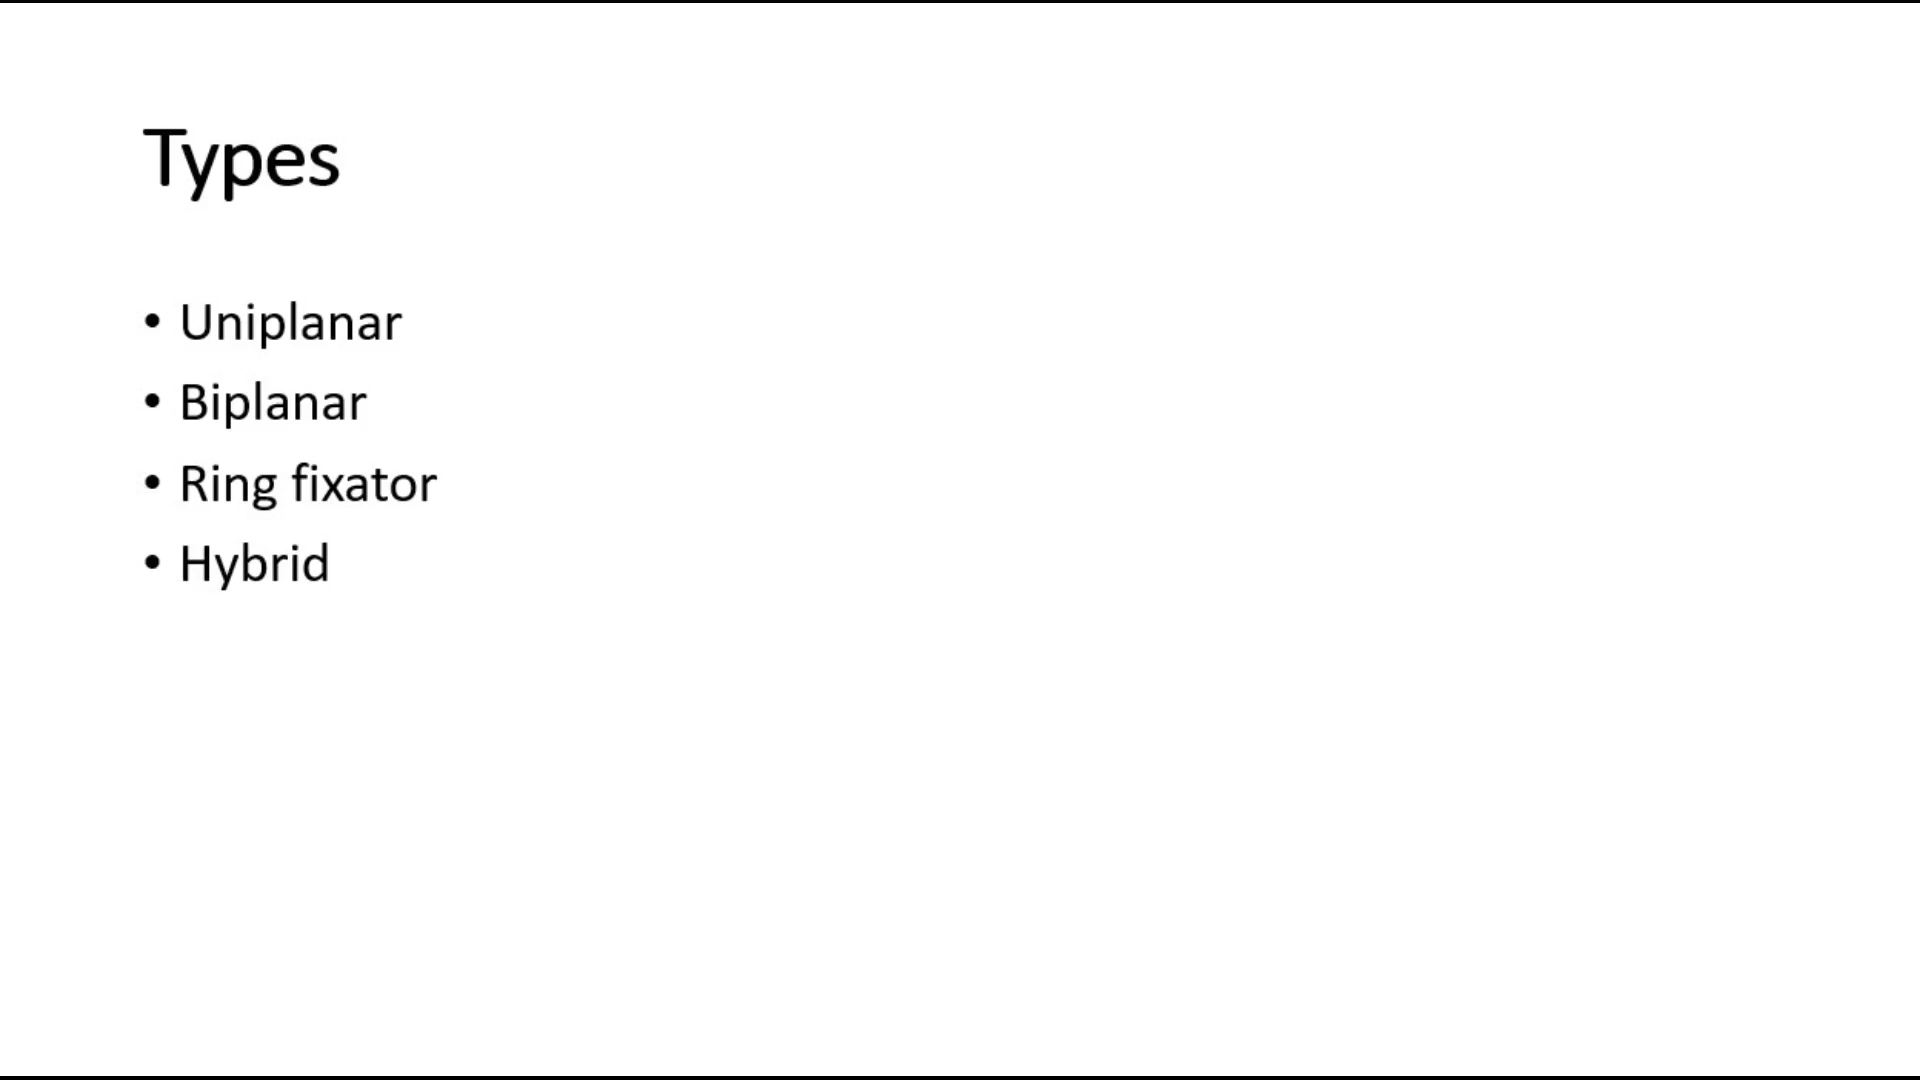 Types
• Uniplanar
• Biplanar
• Ring fixator
• Hybrid